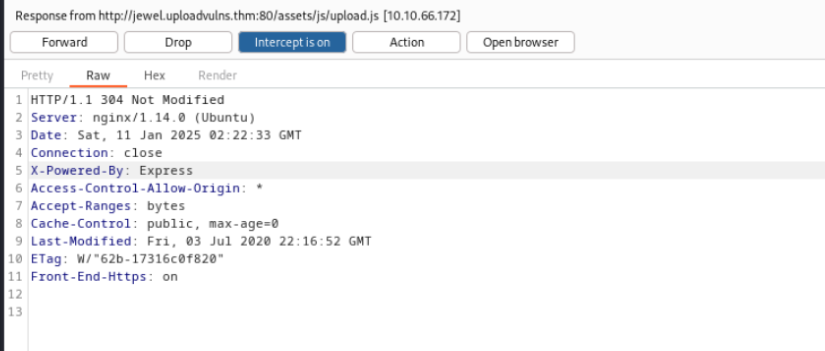 Response from http://jewel.uploadvulns.thm:80/assets/js/upload.js [10.10.66.172]
Forward Drop Intercept is on Action Open browser
Pretty Raw Hex Render
1 HTTP/1.1 304 Not Modified
2 Server: nginx/1.14.0 (Ubuntu)
3 Date: Sat, 11 Jan 2025 02:22:33 GMT
4 Connection: close
5 X-Powered-By: Express
6 Access-Control-Allow-Origin: *
7 Accept-Ranges: bytes
8 Cache-Control: public, max-age=0
9 Last-Modified: Fri, 03 Jul 2020 22:16:52 GMT
10 ETag: W/"62b-17316c0f820"
11 Front-End-Https: on
12
13